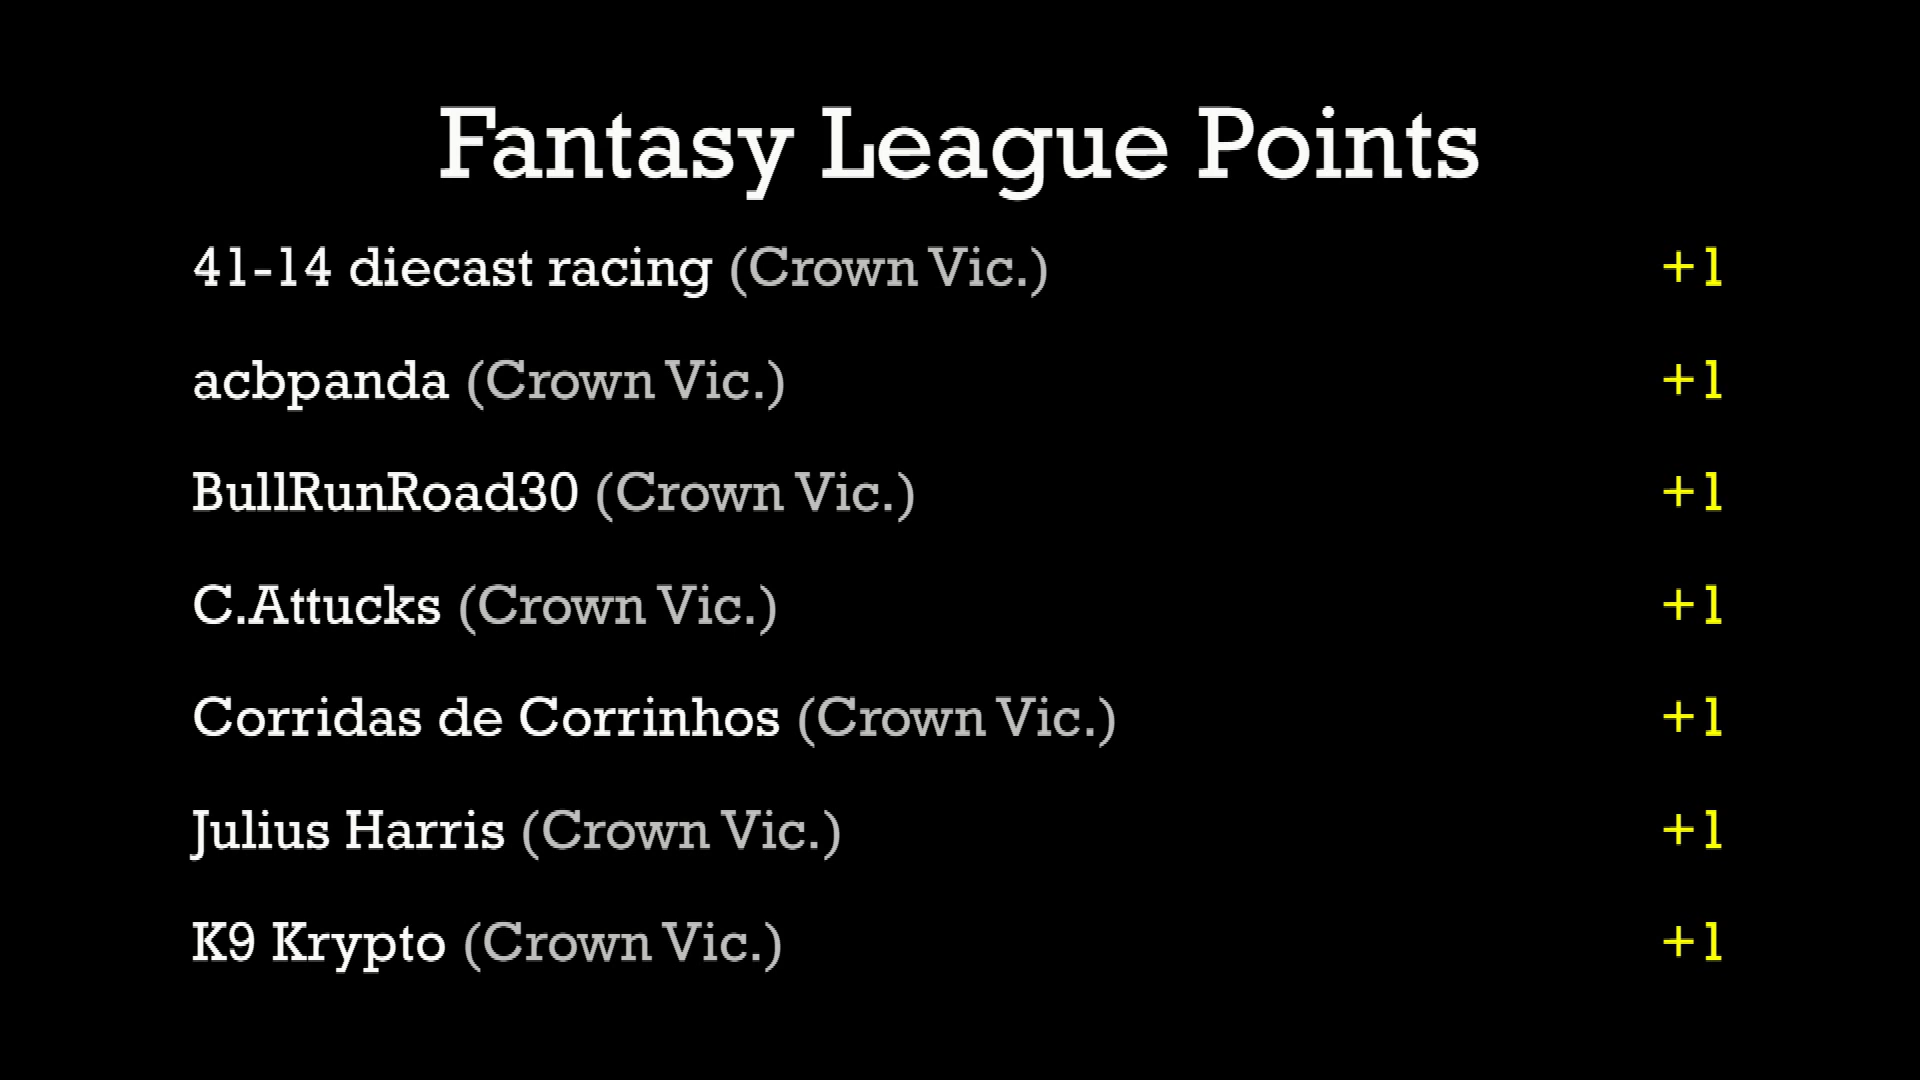 Fantasy League Points
41-14 diecast racing (Crown Vic.) +1
acbpanda (Crown Vic.) +1
BullRunRoad30 (Crown Vic.) +1
C.Attucks (Crown Vic.) +1
Corridas de Corrinhos (Crown Vic.) +1
Julius Harris (Crown Vic.) +1
K9 Krypto (Crown Vic.) +1